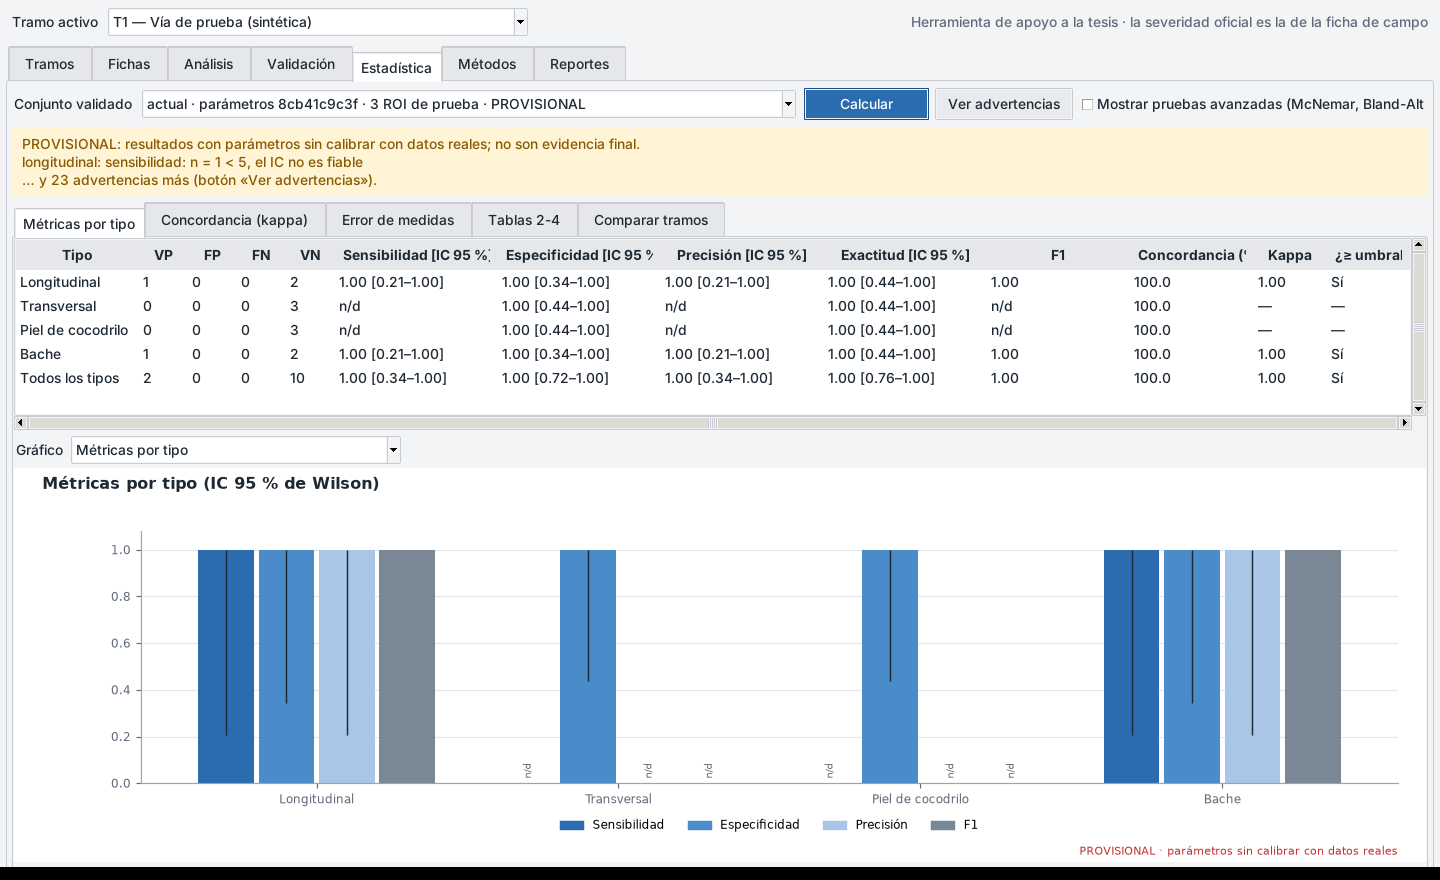 Tramo activo T1 — Vía de prueba (sintética) Herramienta de apoyo a la tesis · la severidad oficial es la de la ficha de campo
Tramos Fichas Análisis Validación Estadística Métodos Reportes
Conjunto validado actual · parámetros 8cb41c9c3f · 3 ROI de prueba · PROVISIONAL Calcular Ver advertencias Mostrar pruebas avanzadas (McNemar, Bland-Alt
PROVISIONAL: resultados con parámetros sin calibrar con datos reales; no son evidencia final.
longitudinal: sensibilidad: n = 1 < 5, el IC no es fiable
... y 23 advertencias más (botón «Ver advertencias»).
Métricas por tipo Concordancia (kappa) Error de medidas Tablas 2-4 Comparar tramos
Tipo VP FP FN VN Sensibilidad [IC 95 %] Especificidad [IC 95 % Precisión [IC 95 %] Exactitud [IC 95 %] F1 Concordancia (% Kappa ¿≥ umbral
Longitudinal 1 0 0 2 1.00 [0.21–1.00] 1.00 [0.34–1.00] 1.00 [0.21–1.00] 1.00 [0.44–1.00] 1.00 100.0 1.00 Sí
Transversal 0 0 0 3 n/d 1.00 [0.44–1.00] n/d 1.00 [0.44–1.00] n/d 100.0 — —
Piel de cocodrilo 0 0 0 3 n/d 1.00 [0.44–1.00] n/d 1.00 [0.44–1.00] n/d 100.0 — —
Bache 1 0 0 2 1.00 [0.21–1.00] 1.00 [0.34–1.00] 1.00 [0.21–1.00] 1.00 [0.44–1.00] 1.00 100.0 1.00 Sí
Todos los tipos 2 0 0 10 1.00 [0.34–1.00] 1.00 [0.72–1.00] 1.00 [0.34–1.00] 1.00 [0.76–1.00] 1.00 100.0 1.00 Sí
Gráfico Métricas por tipo
Métricas por tipo (IC 95 % de Wilson)
1.0
0.8
0.6
0.4
0.2
0.0
n/d n/d n/d n/d n/d n/d
Longitudinal Transversal Piel de cocodrilo Bache
Sensibilidad Especificidad Precisión F1
PROVISIONAL · parámetros sin calibrar con datos reales